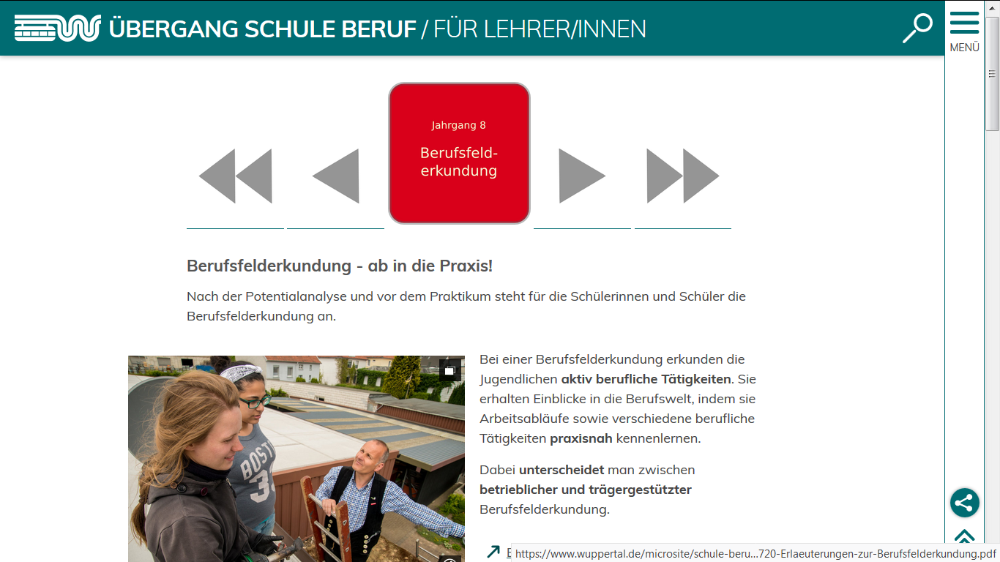 ÜBERGANG SCHULE BERUF / FÜR LEHRER/INNEN
MENÜ
Jahrgang 8
Berufsfeld-
erkundung
Berufsfelderkundung - ab in die Praxis!
Nach der Potentialanalyse und vor dem Praktikum steht für die Schülerinnen und Schüler die
Berufsfelderkundung an.
Bei einer Berufsfelderkundung erkunden die
Jugendlichen aktiv berufliche Tätigkeiten. Sie
erhalten Einblicke in die Berufswelt, indem sie
Arbeitsabläufe sowie verschiedene berufliche
Tätigkeiten praxisnah kennenlernen.
Dabei unterscheidet man zwischen
betrieblicher und trägergestützter
Berufsfelderkundung.
BOST
https://www.wuppertal.de/microsite/schule-beru...720-Erlaeuterungen-zur-Berufsfelderkundung.pdf